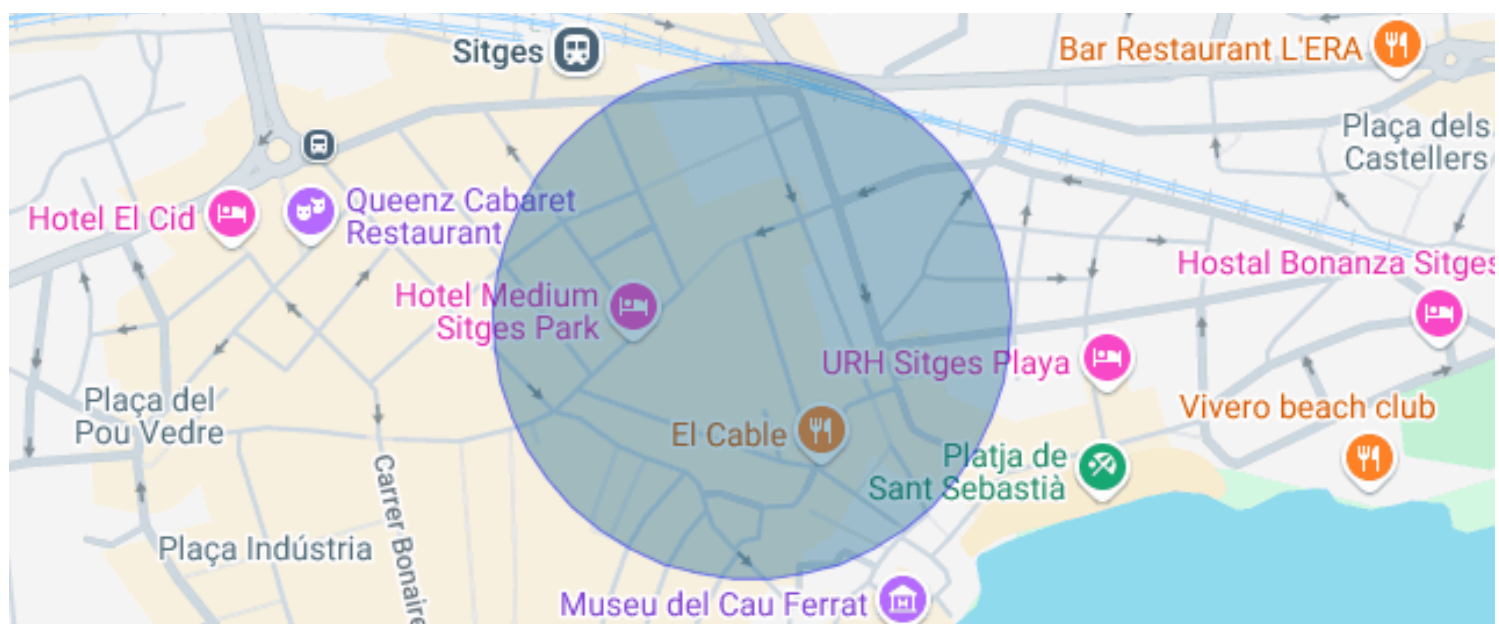 Sitges
Bar Restaurant L'ERA
Plaça dels
Castellers
Queenz Cabaret
Restaurant
Hotel El Cid
Hostal Bonanza Sitges
Hotel Medium
Sitges Park
URH Sitges Playa
Plaça del
Pou Vedre
Vivero beach club
El Cable
Platja de
Sant Sebastià
Carrer Bonaire
Plaça Indústria
Museu del Cau Ferrat